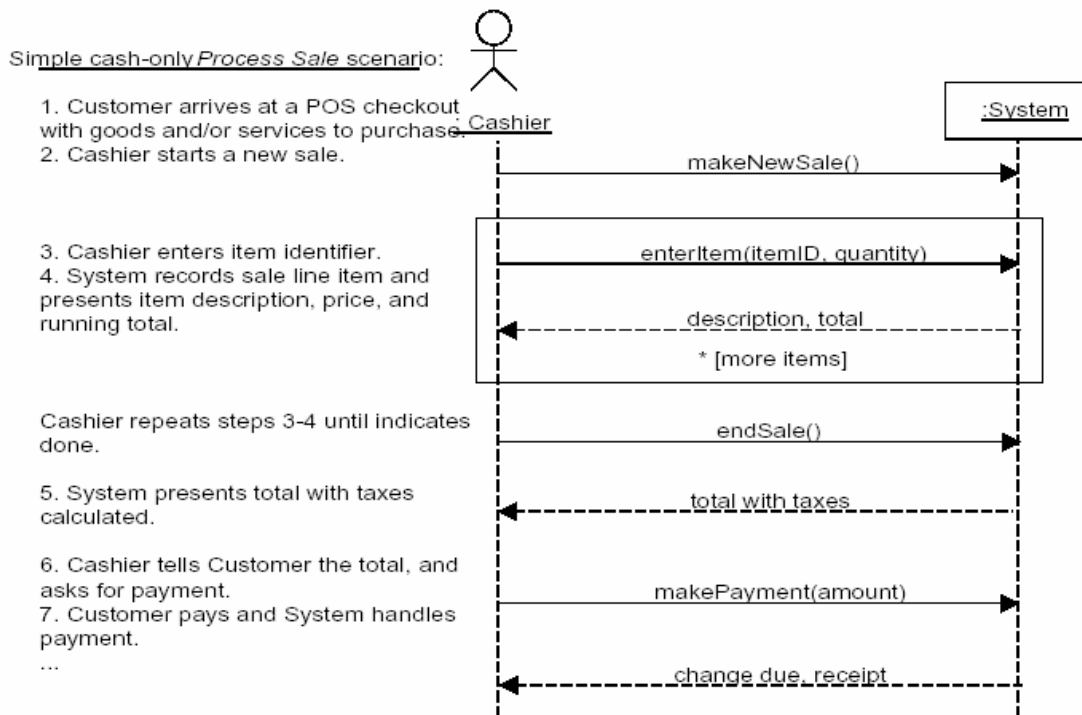 Simple cash-only Process Sale scenario:
1. Customer arrives at a POS checkout
with goods and/or services to purchase.
2. Cashier starts a new sale.
3. Cashier enters item identifier.
4. System records sale line item and
presents item description, price, and
running total.
Cashier repeats steps 3-4 until indicates
done.
5. System presents total with taxes
calculated.
6. Cashier tells Customer the total, and
asks for payment.
7. Customer pays and System handles
payment.
...
: Cashier
:System
makeNewSale()
enterItem(itemID, quantity)
description, total
* [more items]
endSale()
total with taxes
makePayment(amount)
change due, receipt